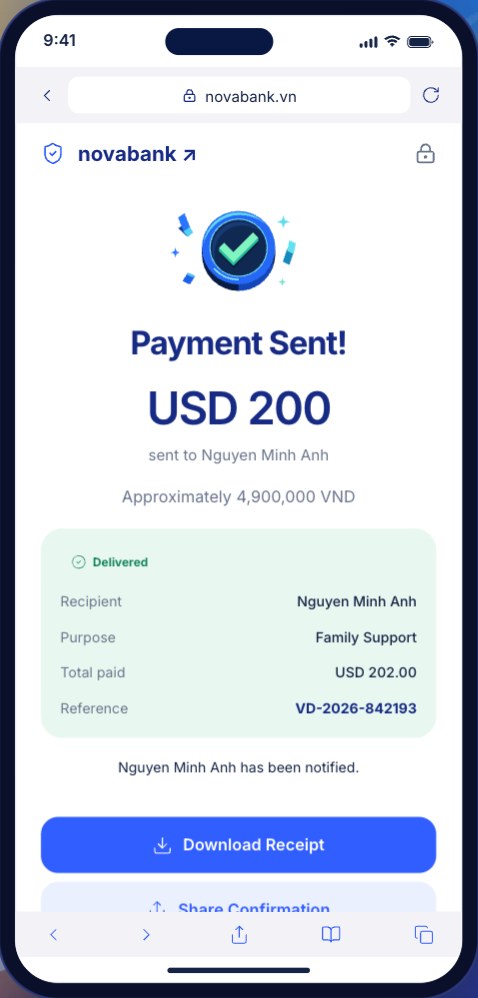 9:41
novabank.vn
novabank
Payment Sent!
USD 200
sent to Nguyen Minh Anh
Approximately 4,900,000 VND
Delivered
Recipient Nguyen Minh Anh
Purpose Family Support
Total paid USD 202.00
Reference VD-2026-842193
Nguyen Minh Anh has been notified.
Download Receipt
Share Confirmation